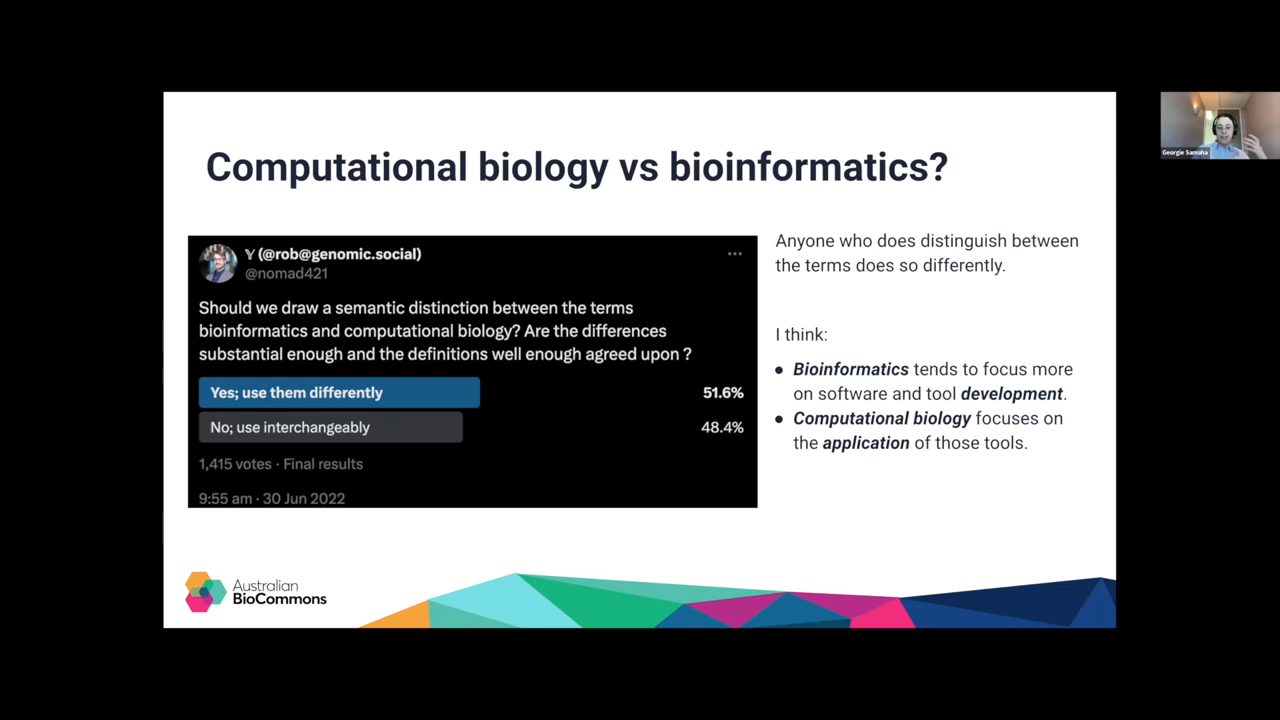 Computational biology vs bioinformatics?
𝕐 (@rob@genomic.social)
@nomad421
Should we draw a semantic distinction between the terms
bioinformatics and computational biology? Are the differences
substantial enough and the definitions well enough agreed upon ?
Yes; use them differently 51.6%
No; use interchangeably 48.4%
1,415 votes · Final results
9:55 am · 30 Jun 2022
Anyone who does distinguish between
the terms does so differently.
I think:
● Bioinformatics tends to focus more
on software and tool development.
● Computational biology focuses on
the application of those tools.
Australian
BioCommons
Georgie Samaha